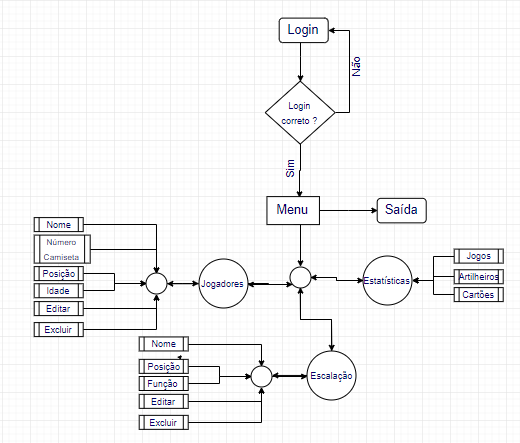 Login
Não
Login
correto ?
Sim
Menu
Saída
Nome
Número
Camiseta
Posição
Idade
Editar
Excluir
Jogadores
Estatísticas
Jogos
Artilheiros
Cartões
Nome
Posição
Função
Editar
Excluir
Escalação